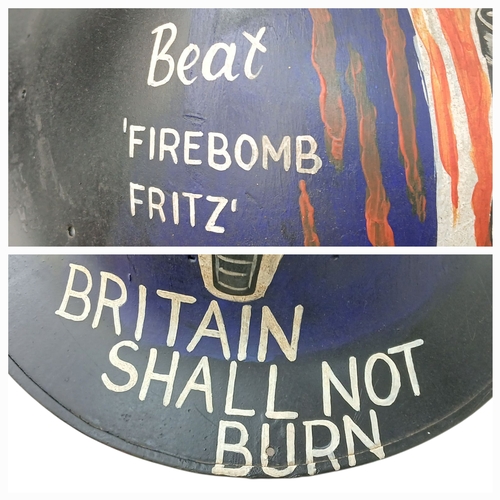 Beat
'FIREBOMB
FRITZ'
BRITAIN
SHALL NOT
BURN